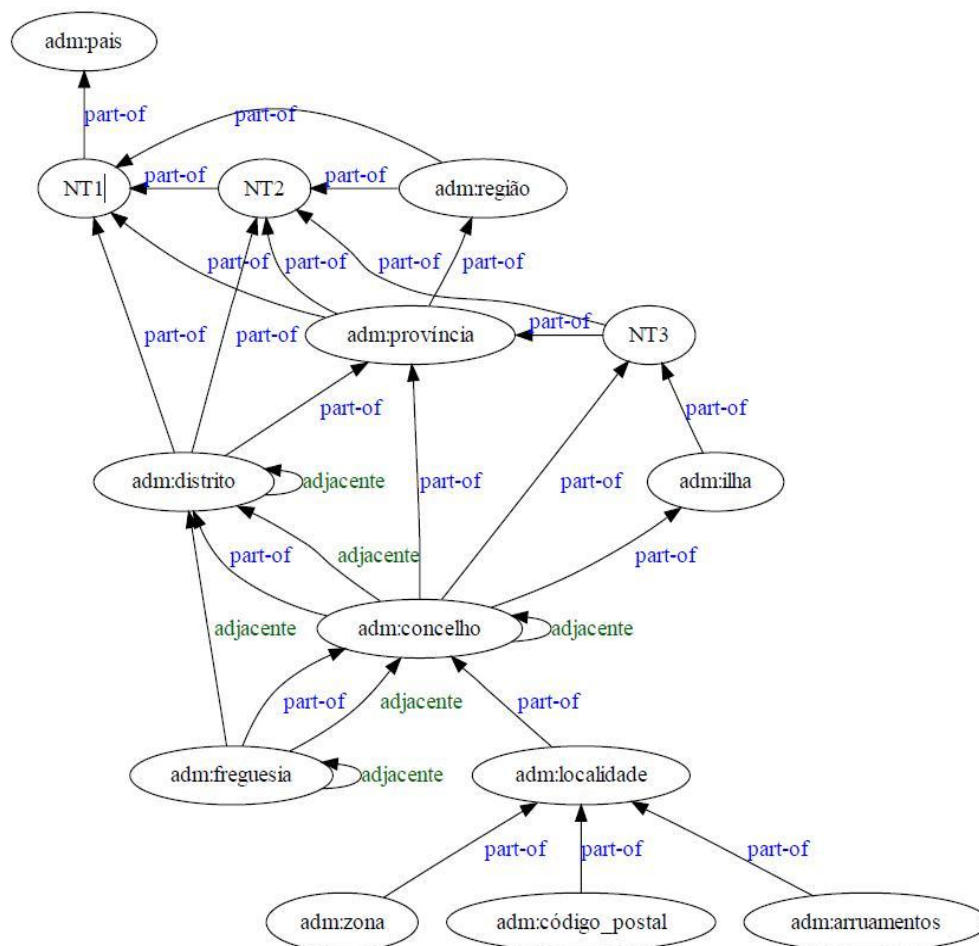 adm:pais
part-of
part-of
NT1
part-of
NT2
part-of
adm:região
part-of
part-of
part-of
part-of
part-of
part-of
adm:província
part-of
NT3
part-of
part-of
adm:distrito
adjacente
part-of
part-of
adm:ilha
part-of
adjacente
part-of
adjacente
adm:concelho
adjacente
part-of
adjacente
part-of
adm:freguesia
adjacente
adm:localidade
part-of
part-of
part-of
adm:zona
adm:código_postal
adm:arruamentos